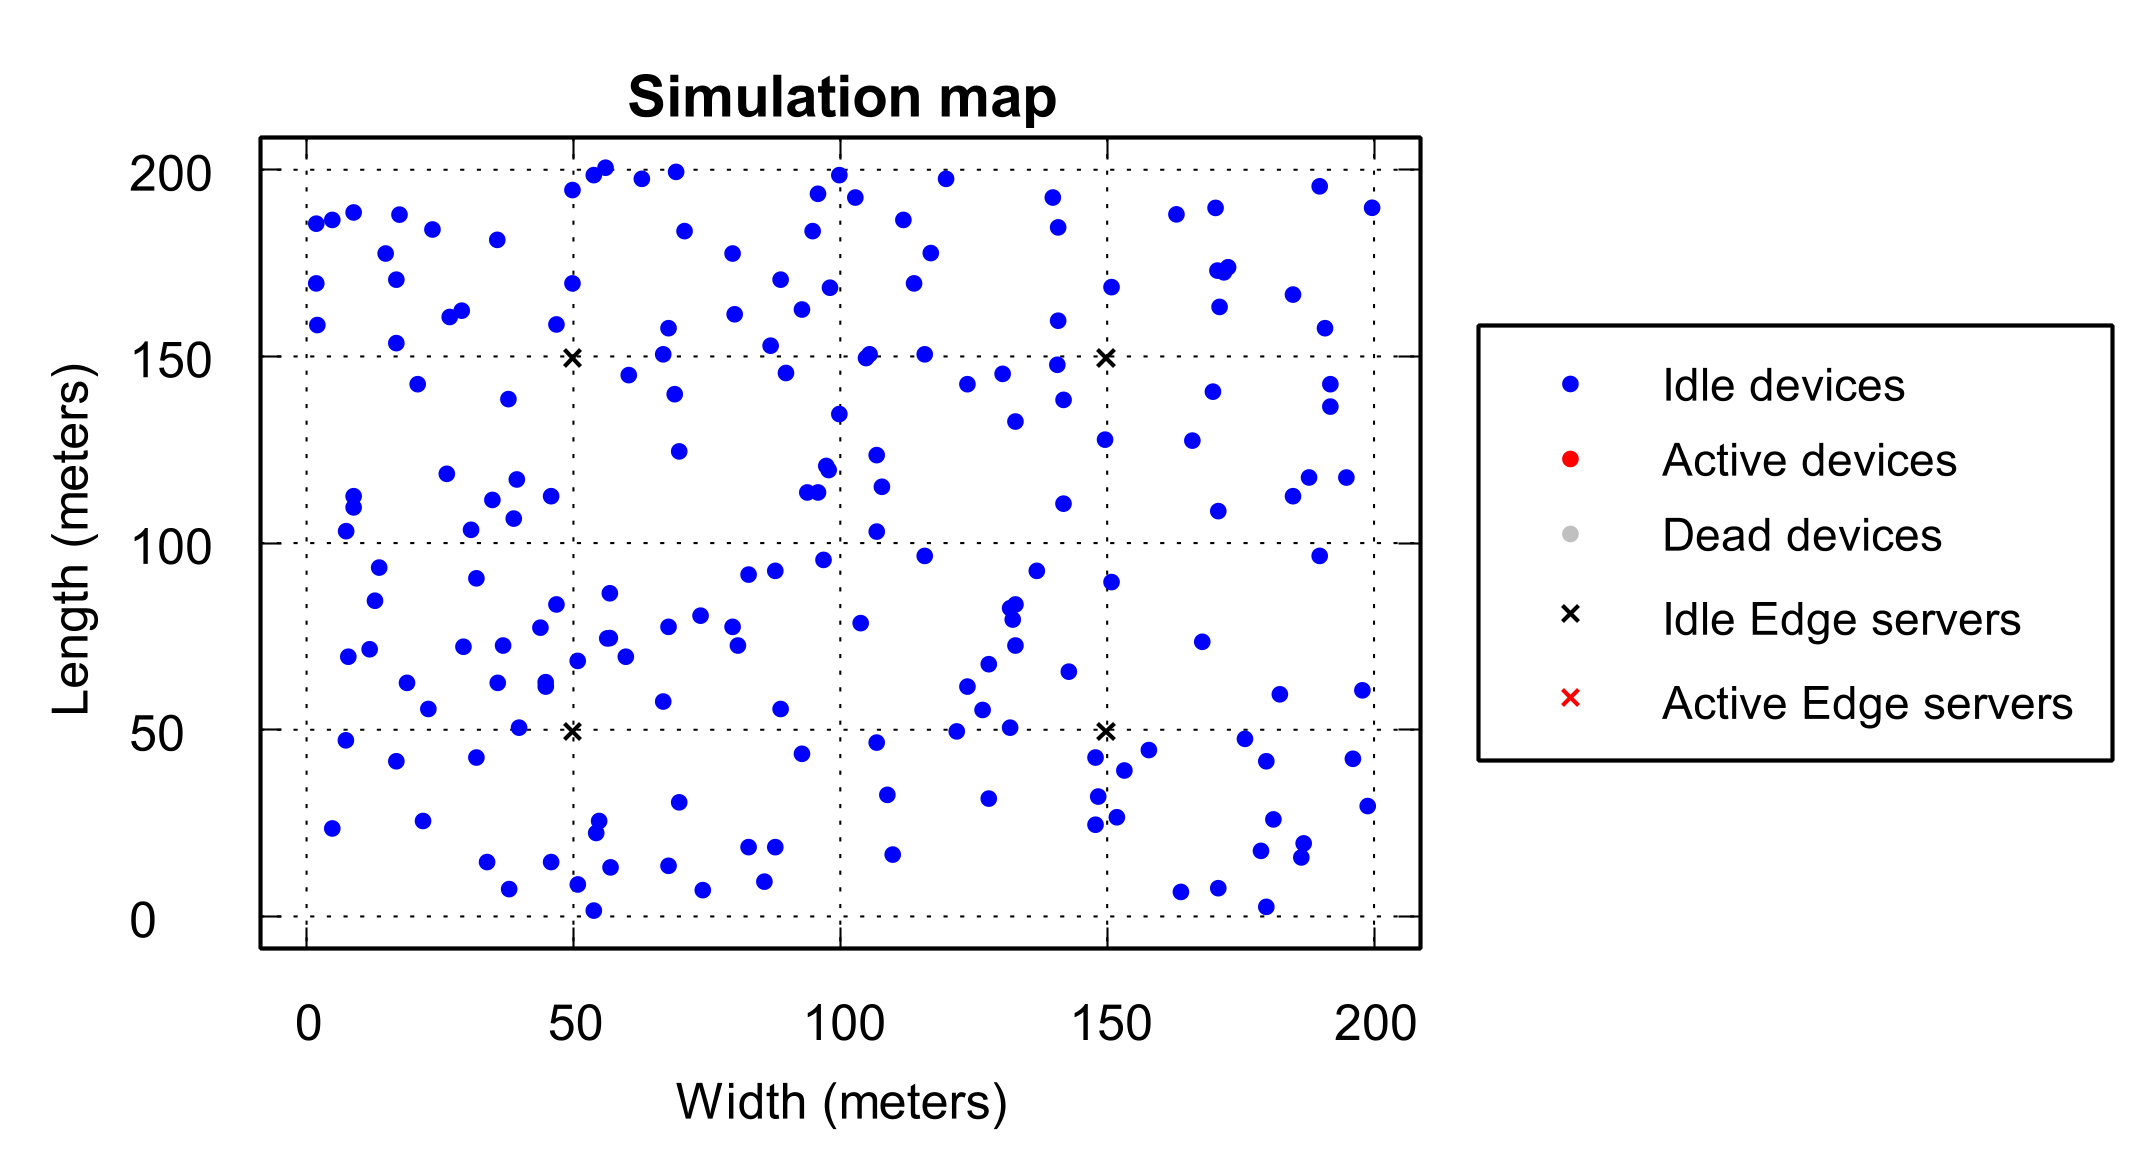 Simulation map
200
150
100
50
0
Length (meters)
0 50 100 150 200
Width (meters)
Idle devices
Active devices
Dead devices
Idle Edge servers
Active Edge servers